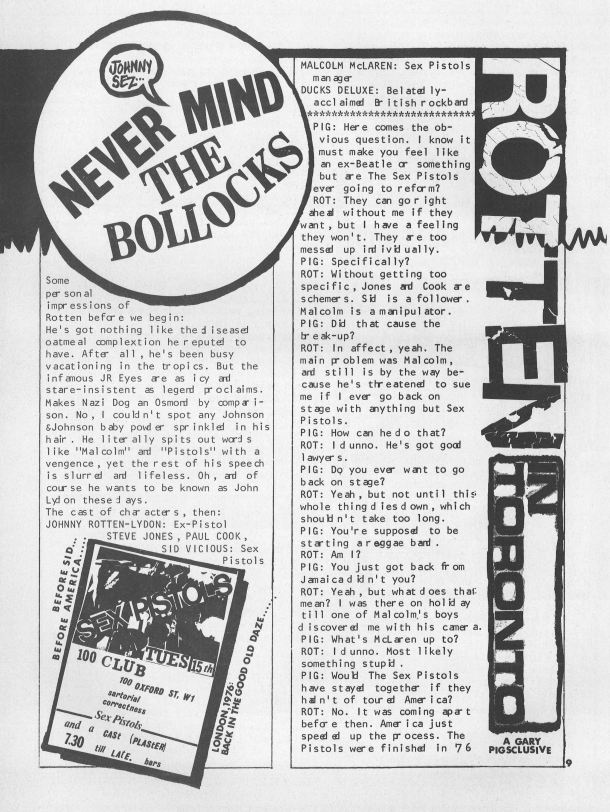 JOHNNY
SEZ...
NEVER MIND
THE
BOLLOCKS
Some
personal
impressions of
Rotten before we begin:
He's got nothing like the diseased
oatmeal complextion he reputed to
have. After all, he's been busy
vacationing in the tropics. But the
infamous JR Eyes are as icy and
stare-insistent as legend proclaims.
Makes Nazi Dog an Osmond by compari-
son. No, I couldn't spot any Johnson
&Johnson baby powder sprinkled in his
hair. He literally spits out words
like "Malcolm" and "Pistols" with a
vengence, yet the rest of his speech
is slurred and lifeless. Oh, and of
course he wants to be known as John
Lydon these days.
The cast of characters, then:
JOHNNY ROTTEN-LYDON: Ex-Pistol
STEVE JONES, PAUL COOK,
SID VICIOUS: Sex
Pistols
BEFORE SID...
BEFORE AMERICA...
SEX PISTOLS
100 CLUB TUES 15th
100 OXFORD ST, W1
sartorial
correctness
Sex Pistols
and a CAST (PLASTER)
7.30 till LATE. bars
LONDON, 1976:
BACK IN THE GOOD OLD DAZE.....
MALCOLM McLAREN: Sex Pistols
manager
DUCKS DELUXE: Belatedly-
acclaimed British rockband
******************************
PIG: Here comes the ob-
vious question. I know it
must make you feel like
an ex-Beatle or something
but are The Sex Pistols
ever going to reform?
ROT: They can go right
ahead without me if they
want, but I have a feeling
they won't. They are too
messed up individually.
PIG: Specifically?
ROT: Without getting too
specific, Jones and Cook are
schemers. Sid is a follower.
Malcolm is a manipulator.
PIG: Did that cause the
break-up?
ROT: In affect, yeah. The
main problem was Malcolm,
and still is by the way be-
cause he's threatened to sue
me if I ever go back on
stage with anything but Sex
Pistols.
PIG: How can he do that?
ROT: I dunno. He's got good
lawyers.
PIG: Do you ever want to go
back on stage?
ROT: Yeah, but not until this
whole thing dies down, which
shouldn't take too long.
PIG: You're supposed to be
starting a reggae band.
ROT: Am I?
PIG: You just got back from
Jamaica didn't you?
ROT: Yeah, but what does that
mean? I was there on holiday
till one of Malcolm's boys
discovered me with his camera.
PIG: What's McLaren up to?
ROT: I dunno. Most likely
something stupid.
PIG: Would The Sex Pistols
have stayed together if they
hadn't of toured America?
ROT: No. It was coming apart
before then. America just
speeded up the process. The
Pistols were finished in '76
ROTTEN
IN
TORONTO
A GARY
PIGSCLUSIVE
9